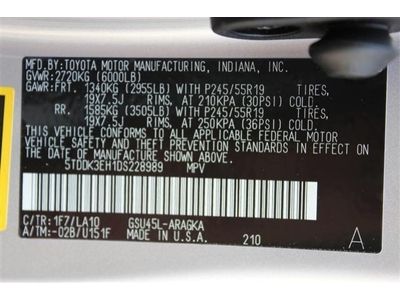 MFD.BY:TOYOTA MOTOR MANUFACTURING, INDIANA, INC.
GVWR:2720KG (6000LB)
GAWR:FRT. 1340KG (2955LB) WITH P245/55R19 TIRES,
19X7.5J RIMS, AT 210KPA (30PSI) COLD.
RR. 1585KG (3505LB) WITH P245/55R19 TIRES,
19X7.5J RIMS, AT 250KPA (36PSI) COLD.
THIS VEHICLE CONFORMS TO ALL APPLICABLE FEDERAL MOTOR
VEHICLE SAFETY AND BUMPER STANDARDS IN EFFECT ON THE
DATE OF MANUFACTURE SHOWN ABOVE.
5TDDK3EH1DS228989 MPV
C/TR:1F7/LA10 GSU45L-ARAGKA
A/TM:-02B/U151F MADE IN U.S.A. 210 A